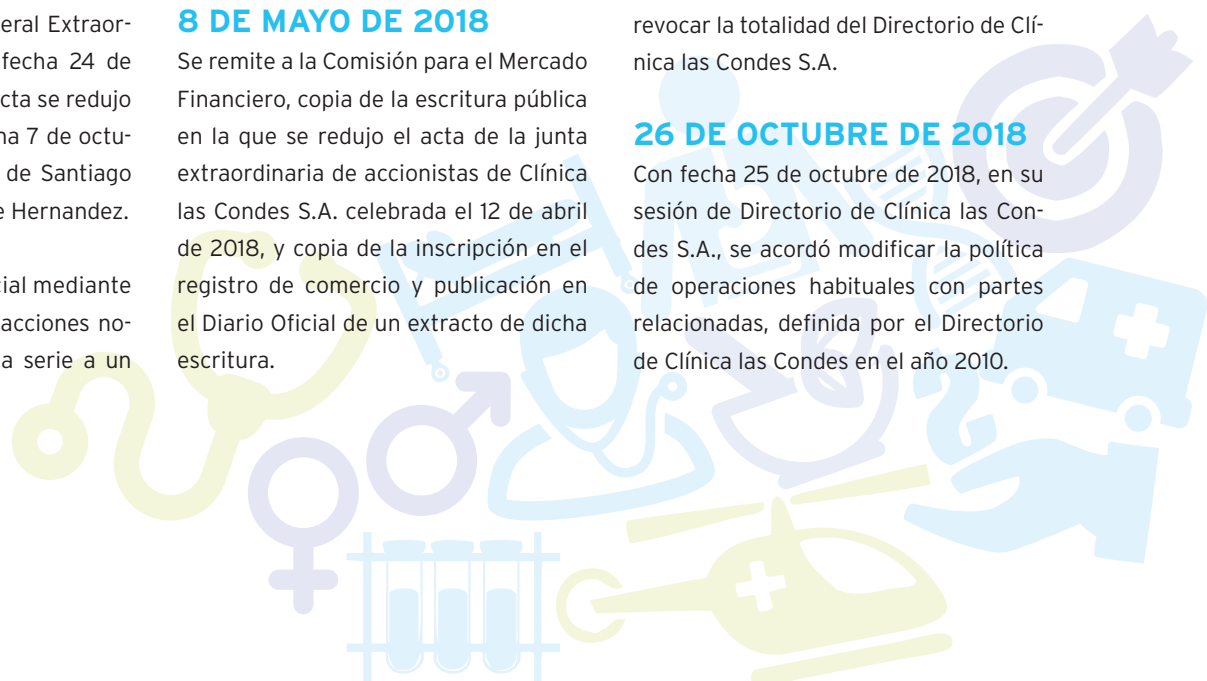 eral Extraor-
fecha 24 de
cta se redujo
na 7 de octu-
de Santiago
e Hernandez.
cial mediante
acciones no-
a serie a un
8 DE MAYO DE 2018
Se remite a la Comisión para el Mercado
Financiero, copia de la escritura pública
en la que se redujo el acta de la junta
extraordinaria de accionistas de Clínica
las Condes S.A. celebrada el 12 de abril
de 2018, y copia de la inscripción en el
registro de comercio y publicación en
el Diario Oficial de un extracto de dicha
escritura.
revocar la totalidad del Directorio de Clí-
nica las Condes S.A.
26 DE OCTUBRE DE 2018
Con fecha 25 de octubre de 2018, en su
sesión de Directorio de Clínica las Con-
des S.A., se acordó modificar la política
de operaciones habituales con partes
relacionadas, definida por el Directorio
de Clínica las Condes en el año 2010.